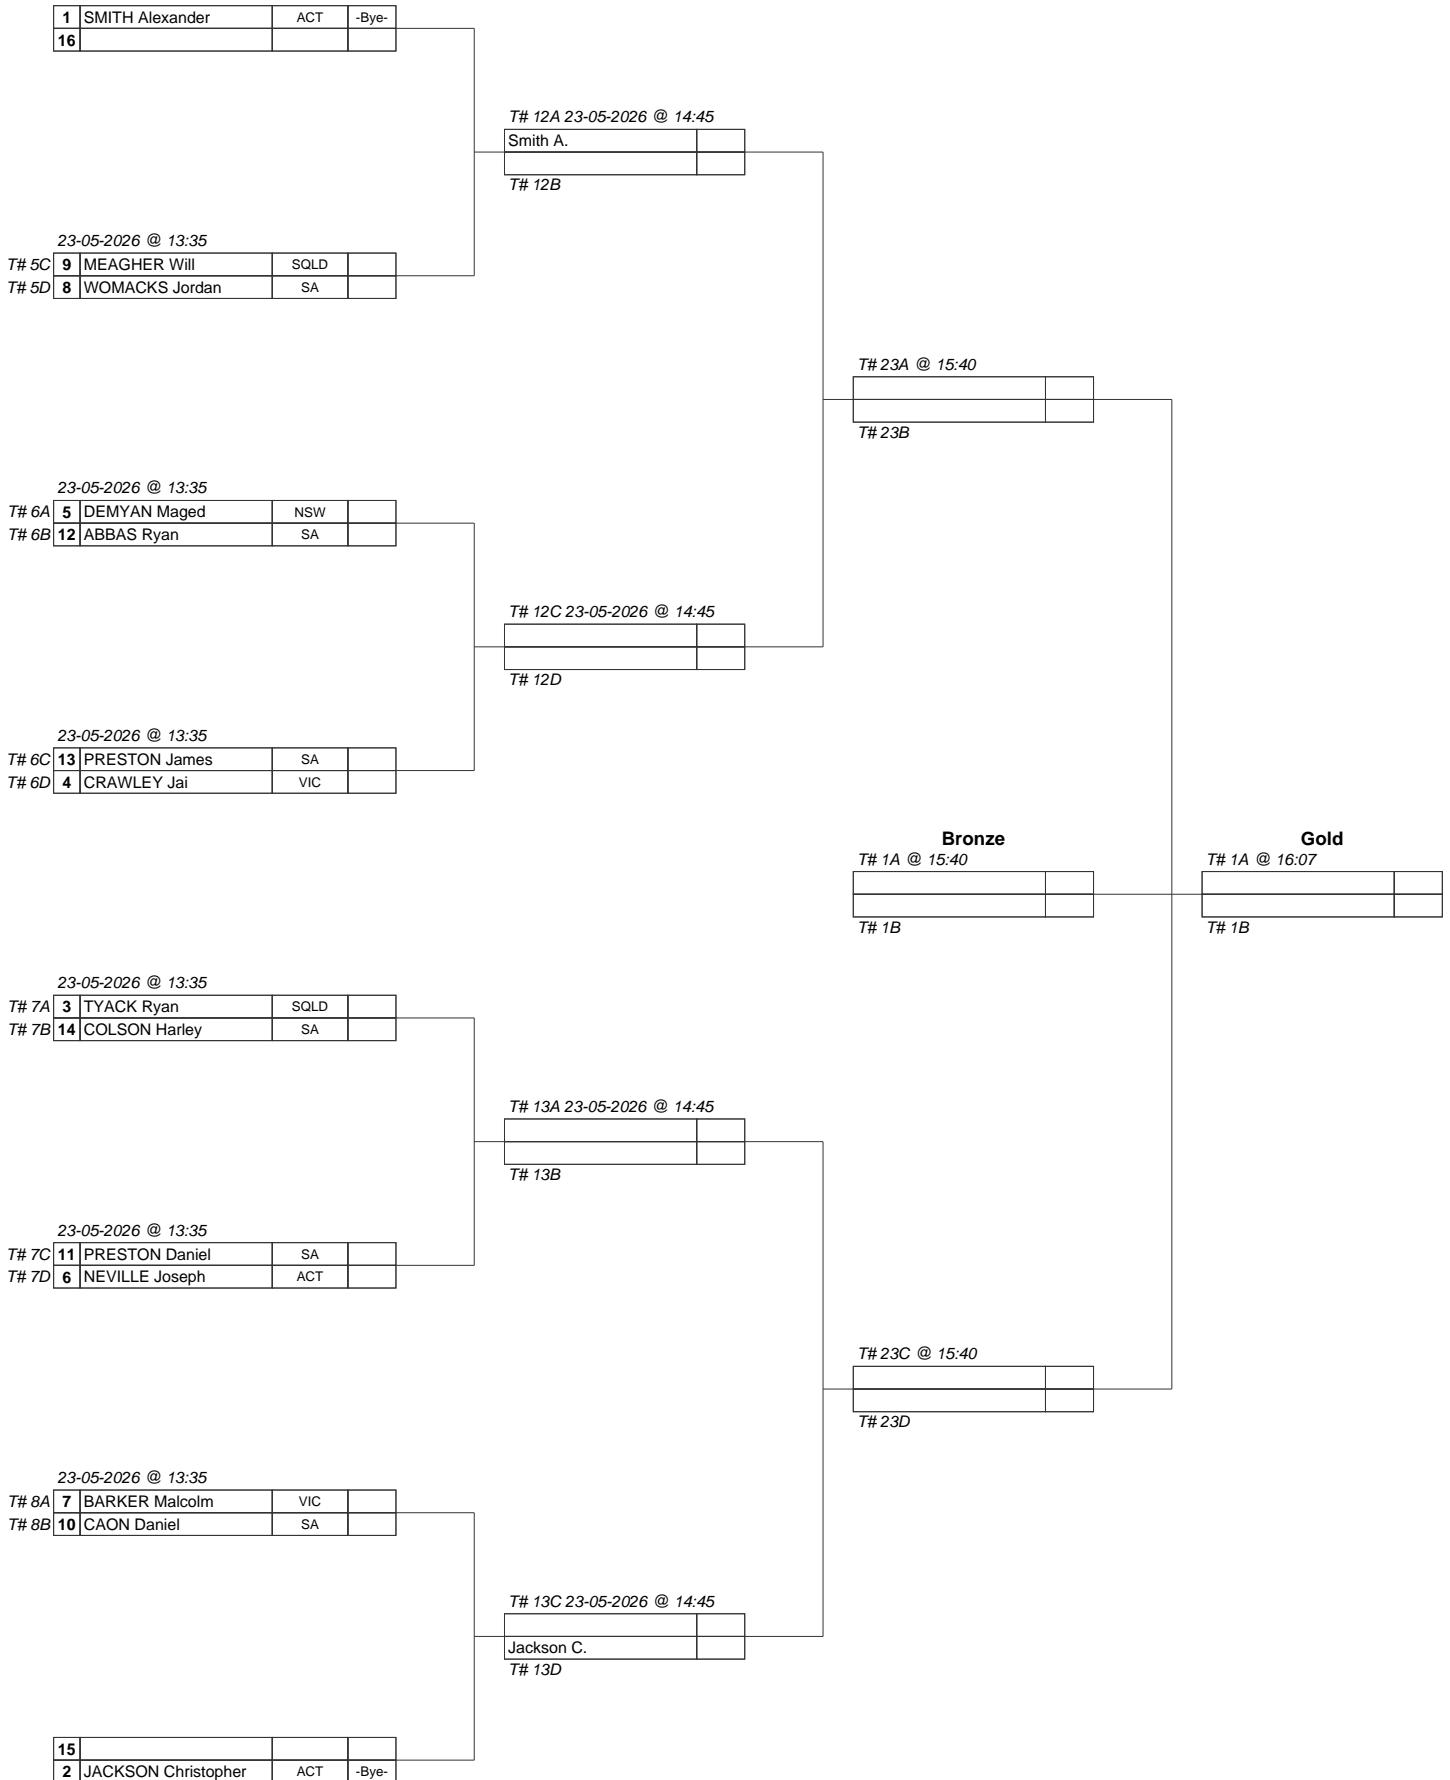 1 SMITH Alexander ACT -Bye-
16
T# 12A 23-05-2026 @ 14:45
Smith A.
T# 12B
23-05-2026 @ 13:35
T# 5C 9 MEAGHER Will SQLD
T# 5D 8 WOMACKS Jordan SA
T# 23A @ 15:40
T# 23B
23-05-2026 @ 13:35
T# 6A 5 DEMYAN Maged NSW
T# 6B 12 ABBAS Ryan SA
T# 12C 23-05-2026 @ 14:45
T# 12D
23-05-2026 @ 13:35
T# 6C 13 PRESTON James SA
T# 6D 4 CRAWLEY Jai VIC
Bronze Gold
T# 1A @ 15:40 T# 1A @ 16:07
T# 1B T# 1B
23-05-2026 @ 13:35
T# 7A 3 TYACK Ryan SQLD
T# 7B 14 COLSON Harley SA
T# 13A 23-05-2026 @ 14:45
T# 13B
23-05-2026 @ 13:35
T# 7C 11 PRESTON Daniel SA
T# 7D 6 NEVILLE Joseph ACT
T# 23C @ 15:40
T# 23D
23-05-2026 @ 13:35
T# 8A 7 BARKER Malcolm VIC
T# 8B 10 CAON Daniel SA
T# 13C 23-05-2026 @ 14:45
Jackson C.
T# 13D
15
2 JACKSON Christopher ACT -Bye-